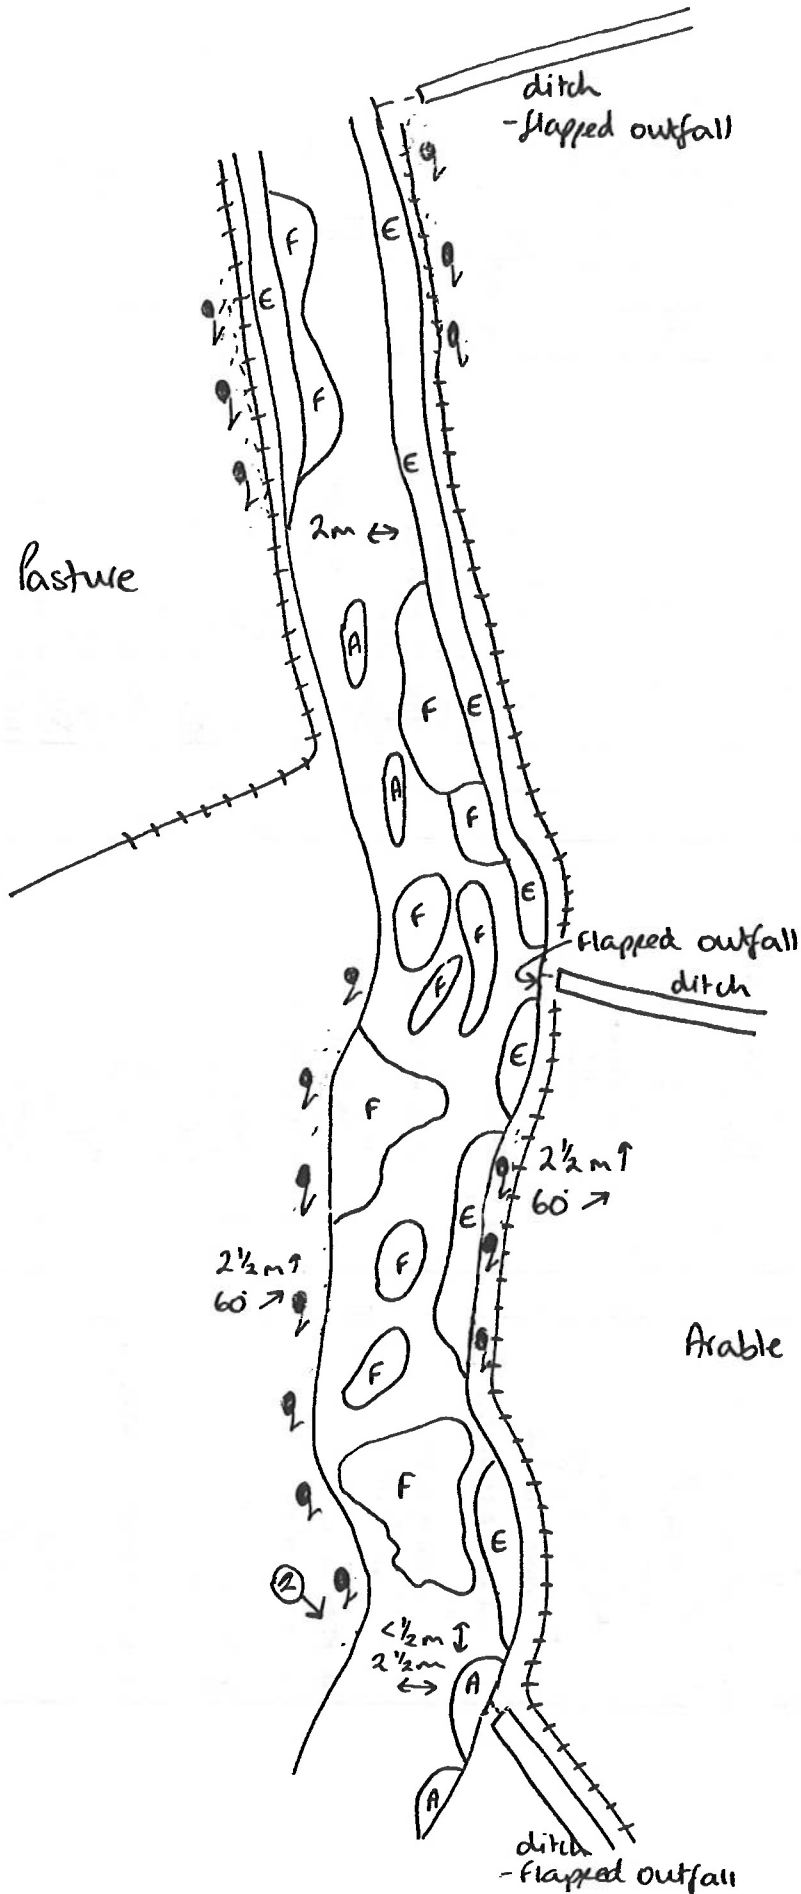 ditch
-flapped outfall
E
F
E
F
E
2m ↔
Pasture
A
F
E
A
F
E
F
F
Flapped outfall
F
ditch
E
F
2½m↑
60° ↗
E
F
2½m↑
60° ↗
Arable
F
F
E
2
<½m ↕
2½m
↔
A
A
ditch
-Flapped outfall